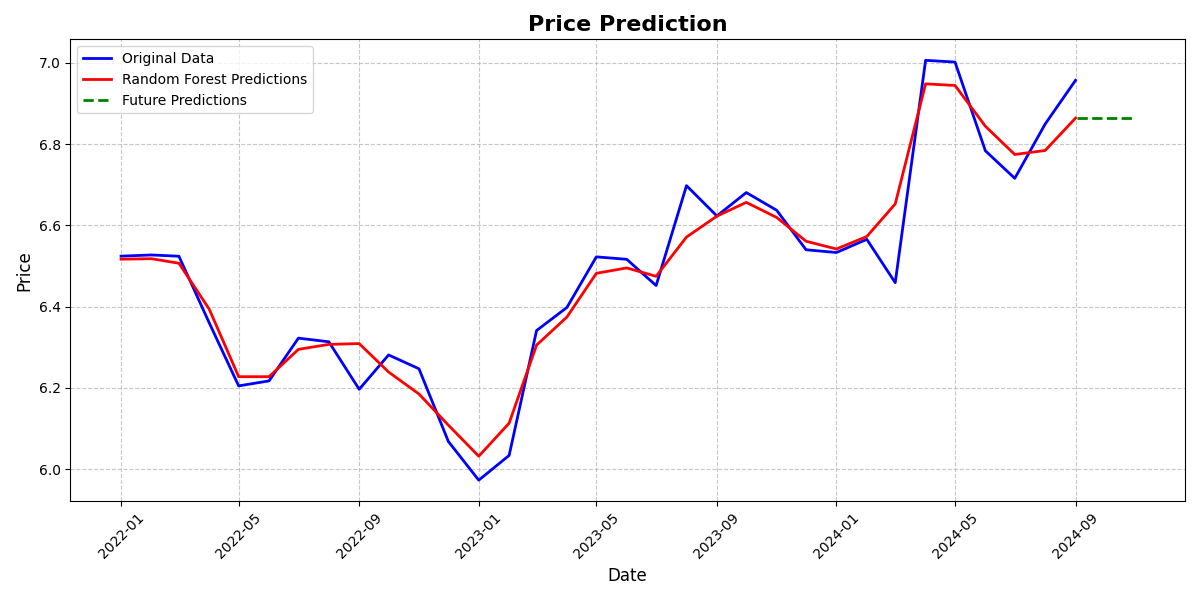 Price Prediction
Original Data
Random Forest Predictions
Future Predictions
Price
7.0
6.8
6.6
6.4
6.2
6.0
2022-01
2022-05
2022-09
2023-01
2023-05
2023-09
2024-01
2024-05
2024-09
Date